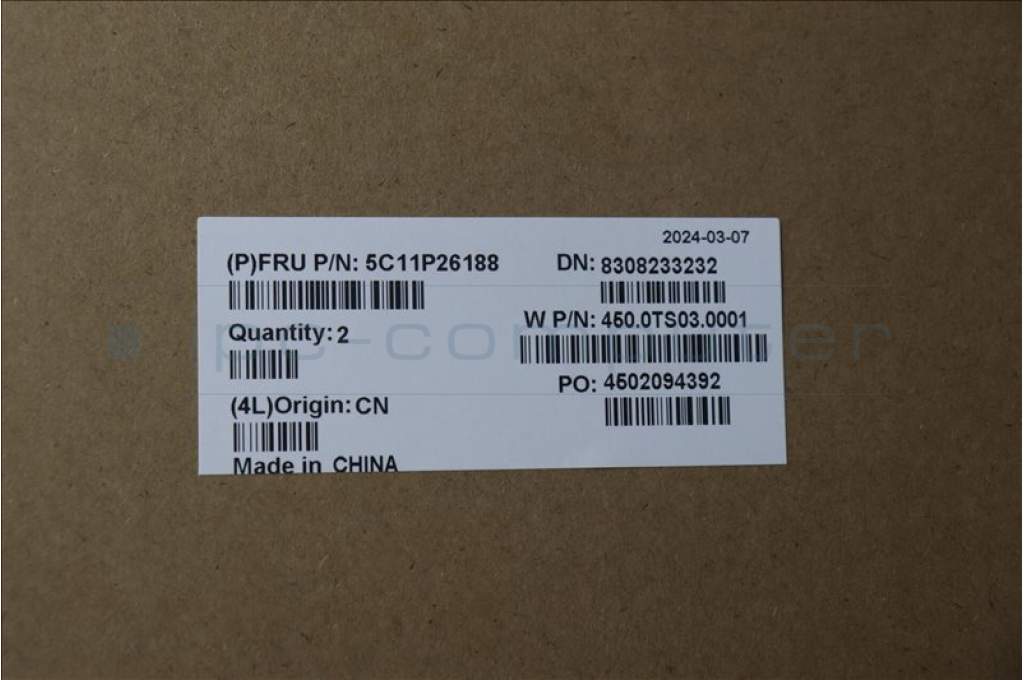 2024-03-07
(P)FRU P/N: 5C11P26188
DN: 8308233232
W P/N: 450.0TS03.0001
Quantity: 2
PO: 4502094392
(4L)Origin: CN
Made in CHINA